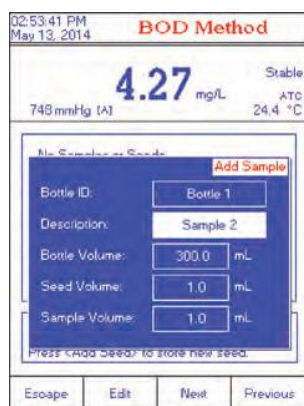 02:53:41 PM
May 13, 2014
BOD Method
4.27 mg/L
Stable
ATC
748 mmHg [A]
24.4 °C
No Samples or Seeds
Add Sample
Bottle ID: Bottle 1
Description: Sample 2
Bottle Volume: 300.0 mL
Seed Volume: 1.0 mL
Sample Volume: 1.0 mL
Press <Add Seed> to store new seed.
Escape Edit Next Previous